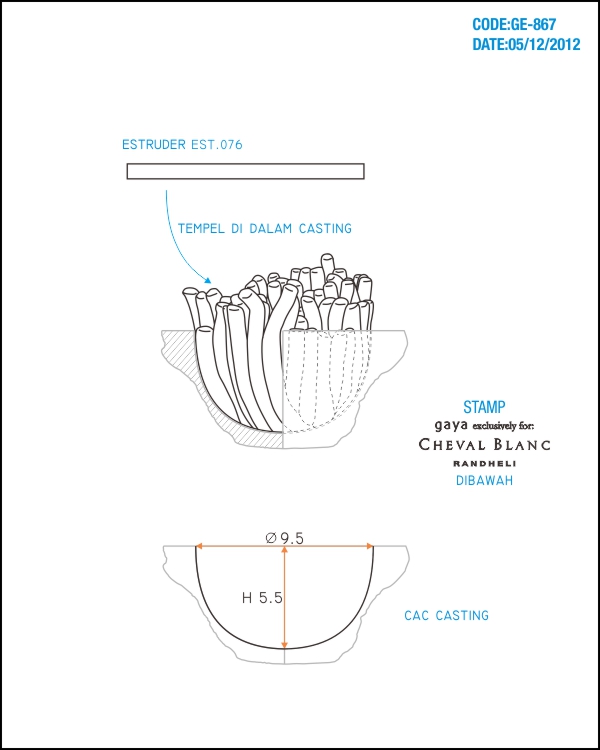 CODE:GE-867
DATE:05/12/2012
ESTRUDER EST.076
TEMPEL DI DALAM CASTING
STAMP
gaya exclusively for:
CHEVAL BLANC
RANDHELI
DIBAWAH
Ø9.5
H 5.5
CAC CASTING